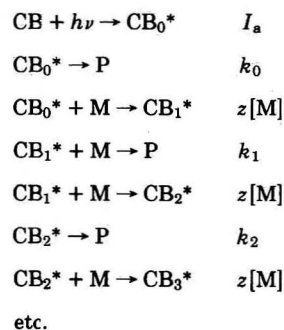 CB + hν → CB₀* Iₐ
CB₀* → P k₀
CB₀* + M → CB₁* z[M]
CB₁* + M → P k₁
CB₁* + M → CB₂* z[M]
CB₂* → P k₂
CB₂* + M → CB₃* z[M]
etc.